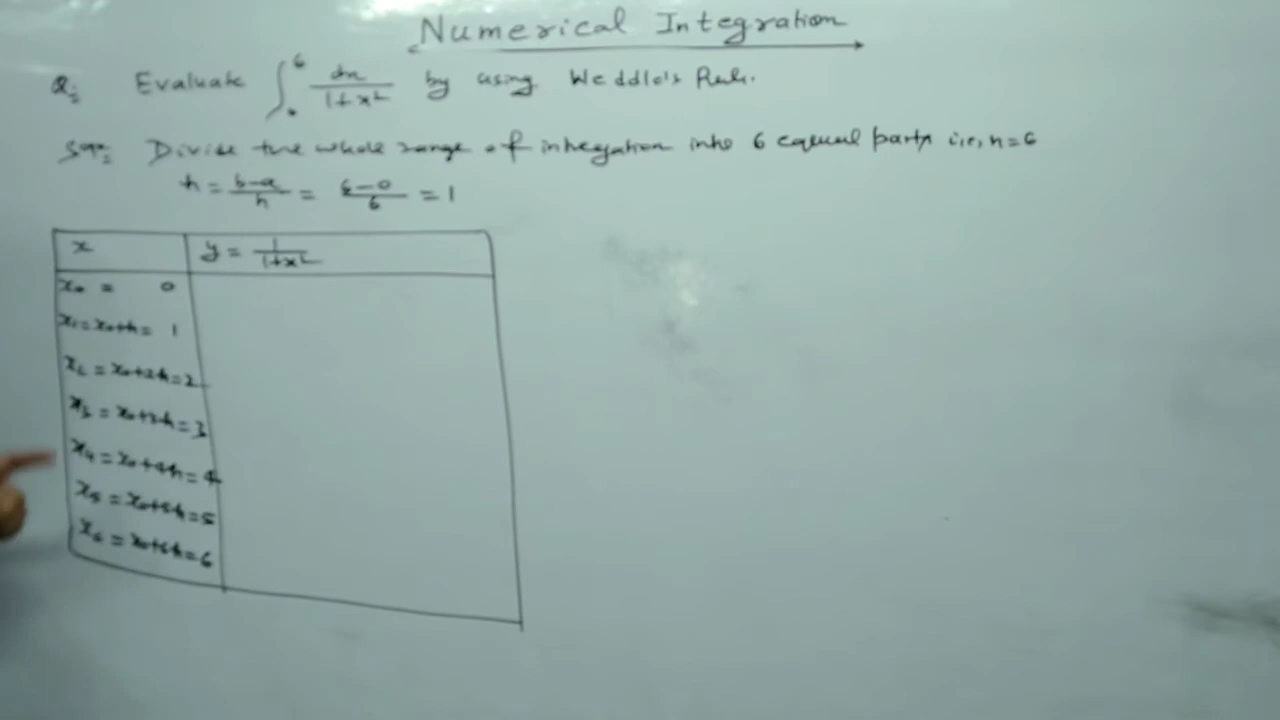 Numerical Integration
Q:- Evaluate ∫₀⁶ dx/(1+x²) by using Weddle's Rule.
Solⁿ:- Divide the whole range of integration into 6 equal parts i.e, n=6
h = (b-a)/n = (6-0)/6 = 1
x y = 1/(1+x²)
x₀ = 0
x₁ = x₀+h = 1
x₂ = x₀+2h = 2
x₃ = x₀+3h = 3
x₄ = x₀+4h = 4
x₅ = x₀+5h = 5
x₆ = x₀+6h = 6